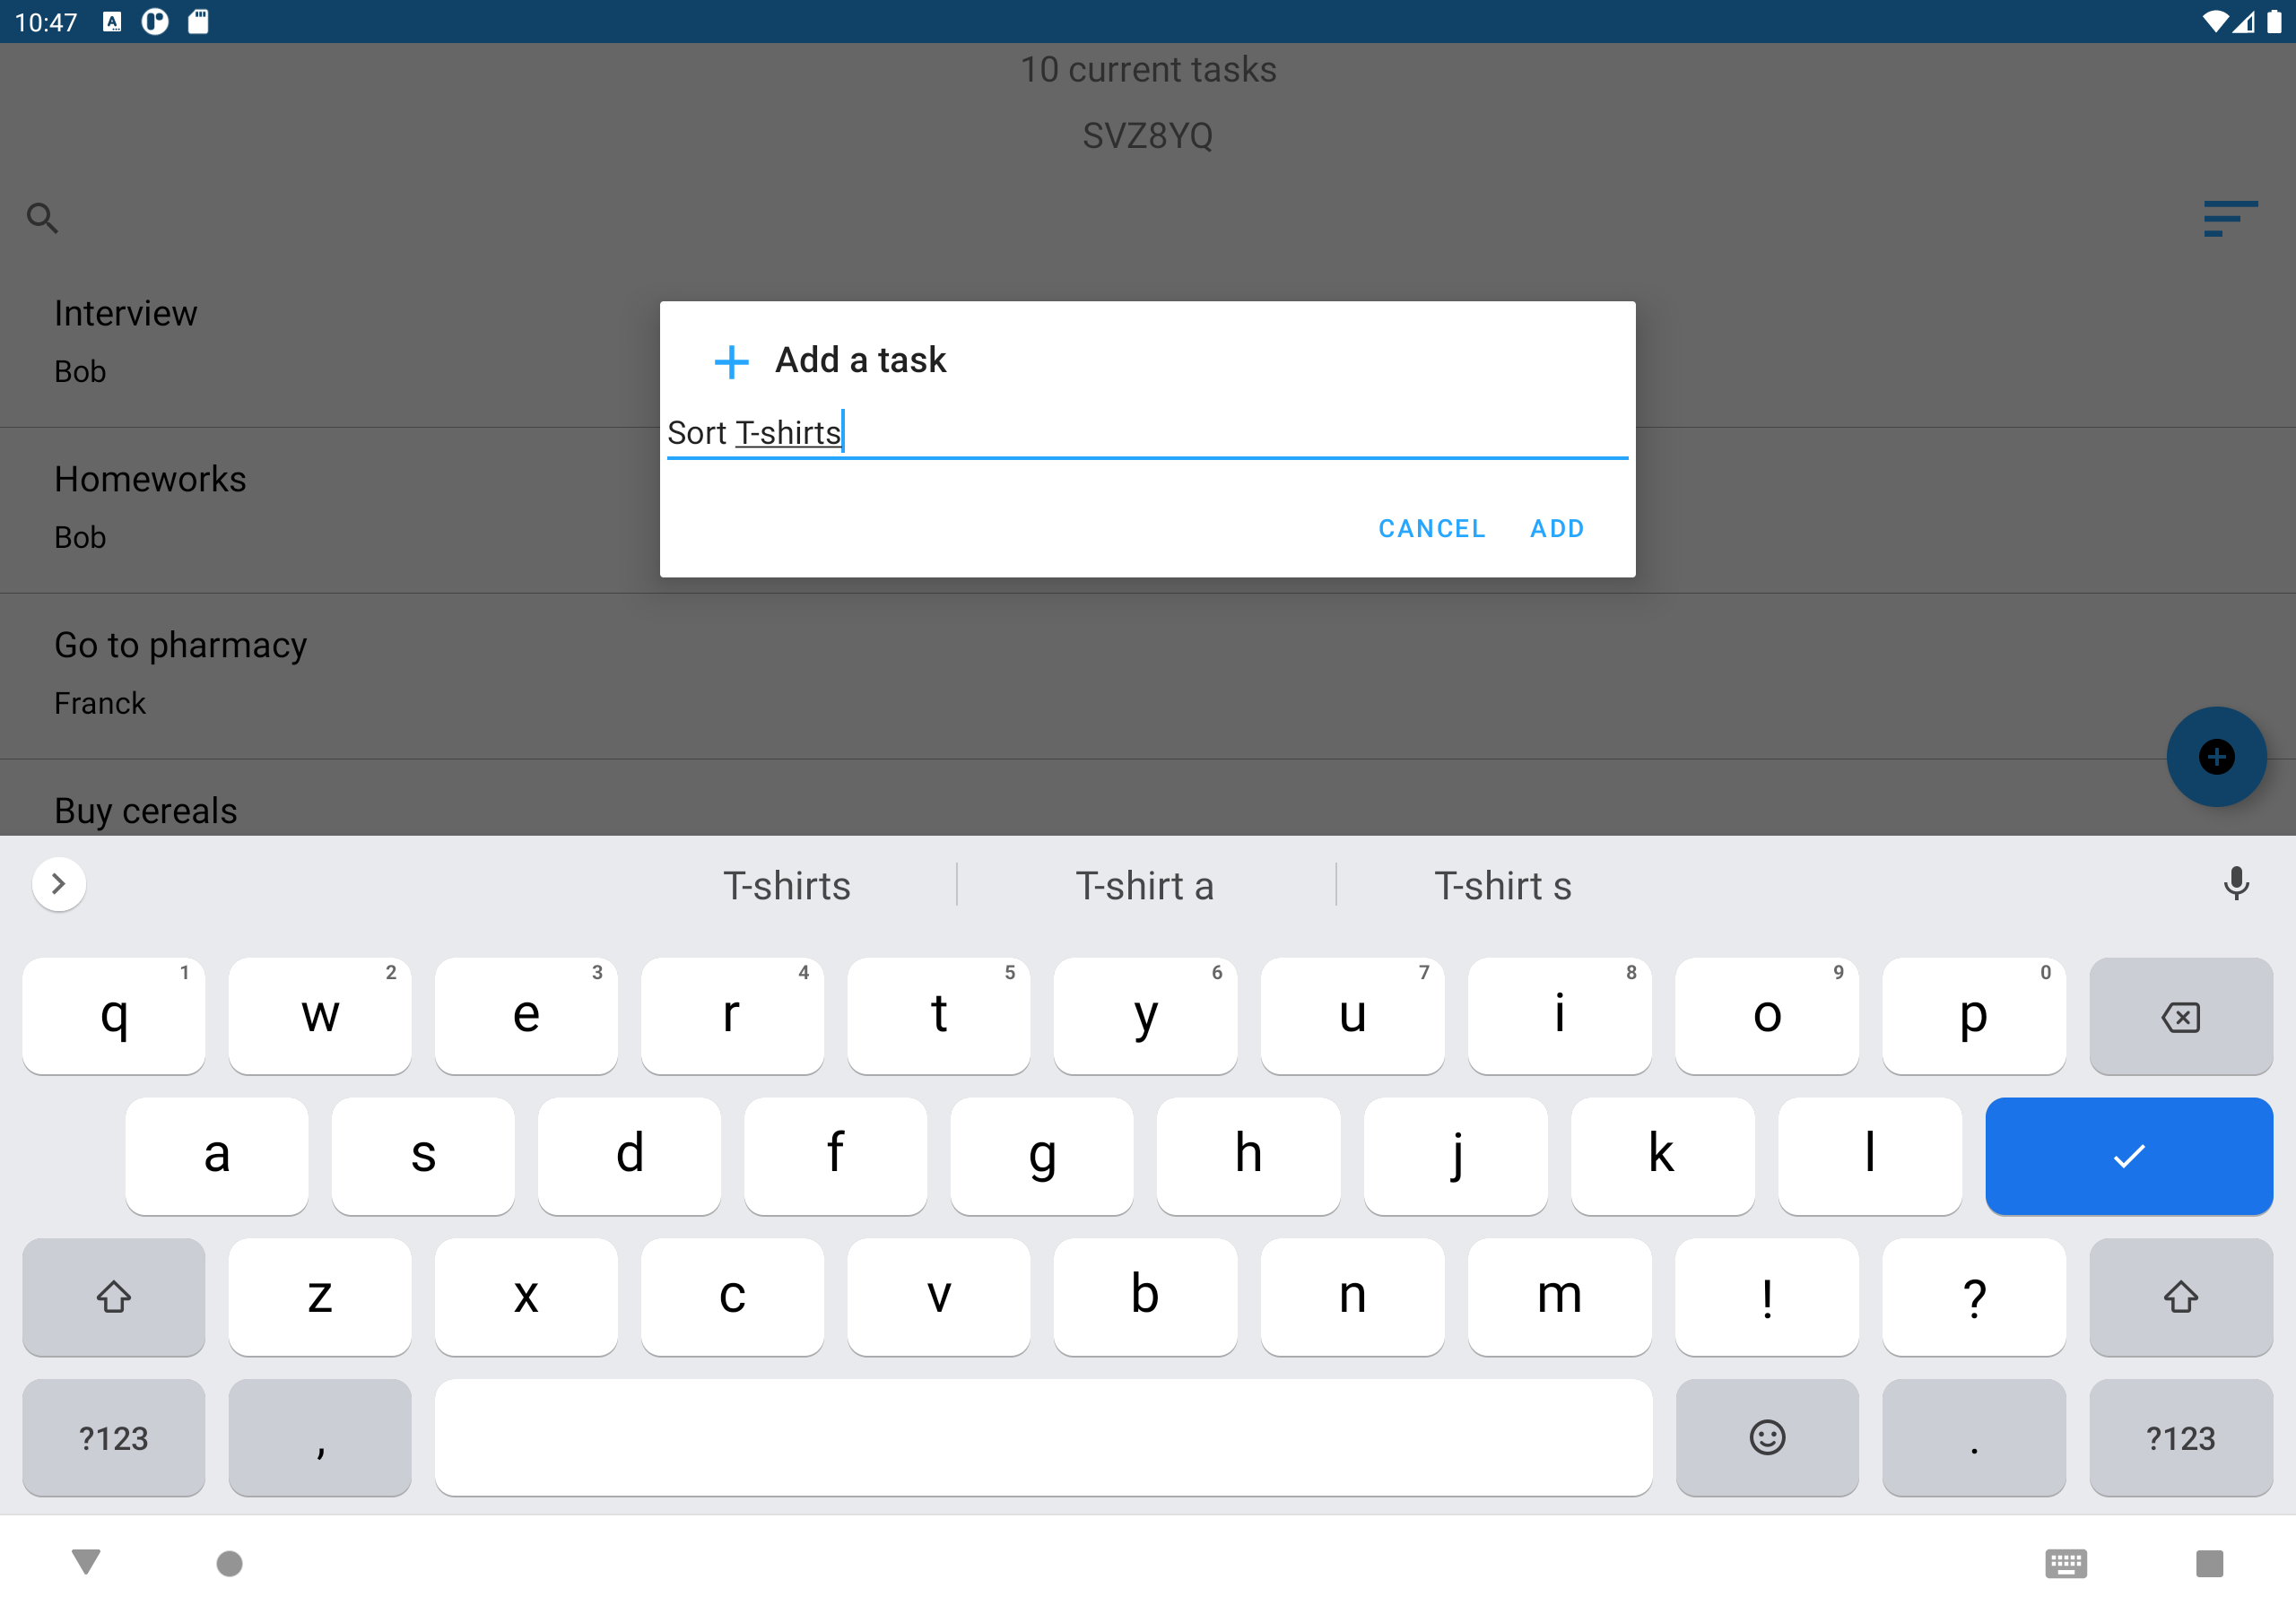 10:47
10 current tasks
SVZ8YQ
Interview
Bob
Add a task
Sort T-shirts
Homeworks
Bob
CANCEL ADD
Go to pharmacy
Franck
Buy cereals
T-shirts T-shirt a T-shirt s
q 1 w 2 e 3 r 4 t 5 y 6 u 7 i 8 o 9 p 0
a s d f g h j k l
z x c v b n m ! ?
?123 , . ?123